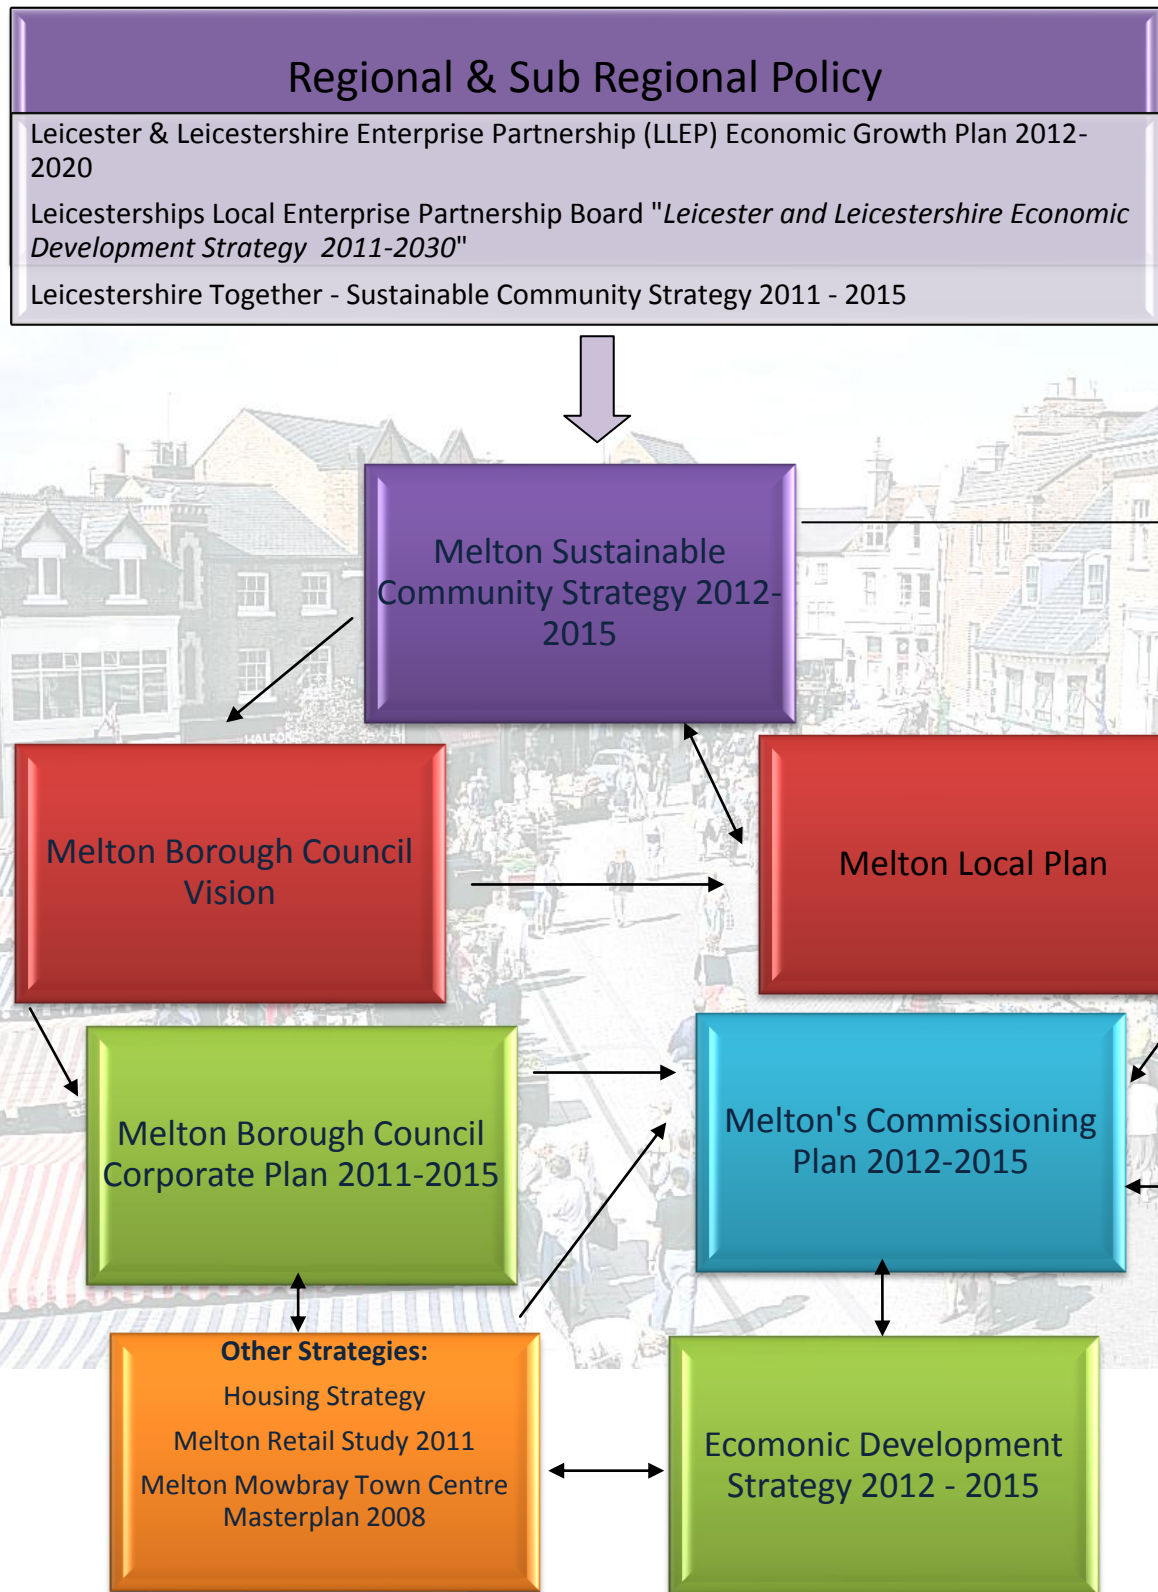 Regional & Sub Regional Policy
Leicester & Leicestershire Enterprise Partnership (LLEP) Economic Growth Plan 2012-
2020
Leicesterships Local Enterprise Partnership Board "Leicester and Leicestershire Economic
Development Strategy 2011-2030"
Leicestershire Together - Sustainable Community Strategy 2011 - 2015
Melton Sustainable
Community Strategy 2012-
2015
Melton Borough Council
Vision
Melton Local Plan
Melton Borough Council
Corporate Plan 2011-2015
Melton's Commissioning
Plan 2012-2015
Other Strategies:
Housing Strategy
Melton Retail Study 2011
Melton Mowbray Town Centre
Masterplan 2008
Ecomonic Development
Strategy 2012 - 2015